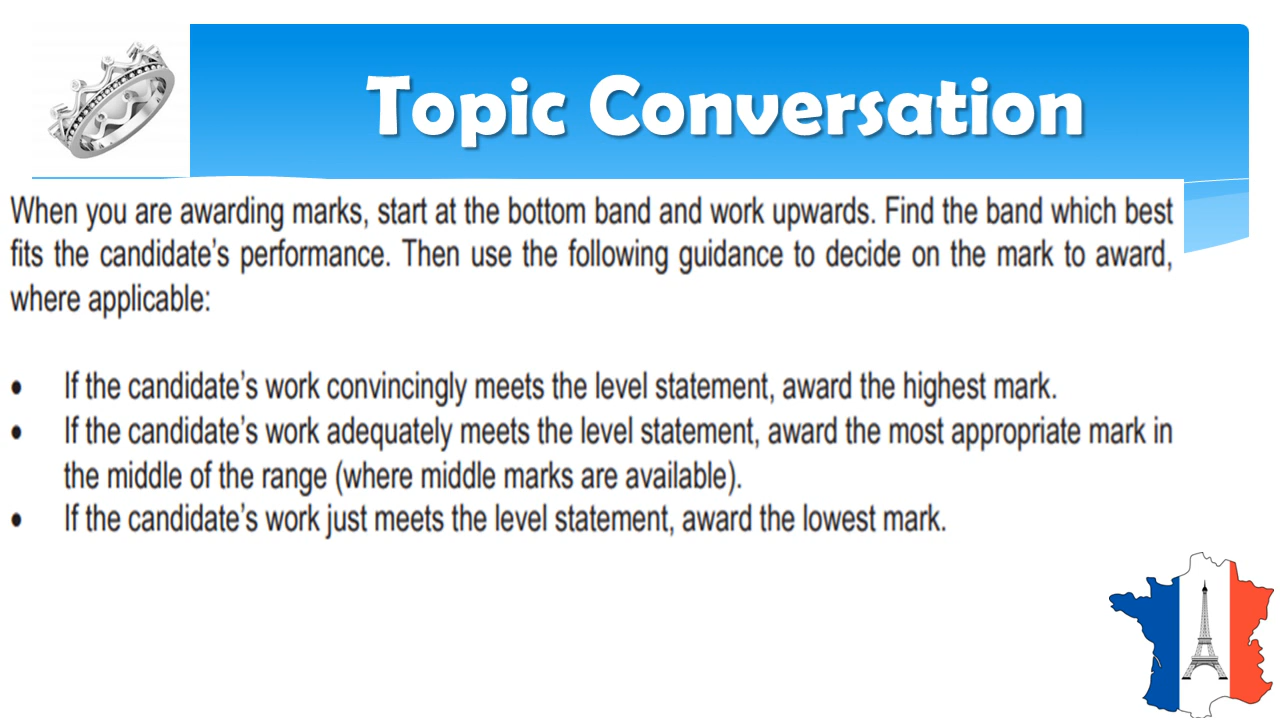 Topic Conversation
When you are awarding marks, start at the bottom band and work upwards. Find the band which best
fits the candidate’s performance. Then use the following guidance to decide on the mark to award,
where applicable:
• If the candidate’s work convincingly meets the level statement, award the highest mark.
• If the candidate’s work adequately meets the level statement, award the most appropriate mark in
the middle of the range (where middle marks are available).
• If the candidate’s work just meets the level statement, award the lowest mark.